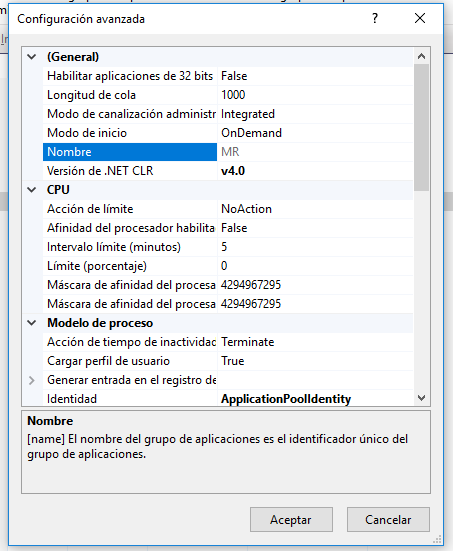 Configuración avanzada
(General)
Habilitar aplicaciones de 32 bits False
Longitud de cola 1000
Modo de canalización administr Integrated
Modo de inicio OnDemand
Nombre MR
Versión de .NET CLR v4.0
CPU
Acción de límite NoAction
Afinidad del procesador habilita False
Intervalo límite (minutos) 5
Límite (porcentaje) 0
Máscara de afinidad del procesa 4294967295
Máscara de afinidad del procesa 4294967295
Modelo de proceso
Acción de tiempo de inactividad Terminate
Cargar perfil de usuario True
Generar entrada en el registro de
Identidad ApplicationPoolIdentity
Nombre
[name] El nombre del grupo de aplicaciones es el identificador único del
grupo de aplicaciones.
Aceptar Cancelar